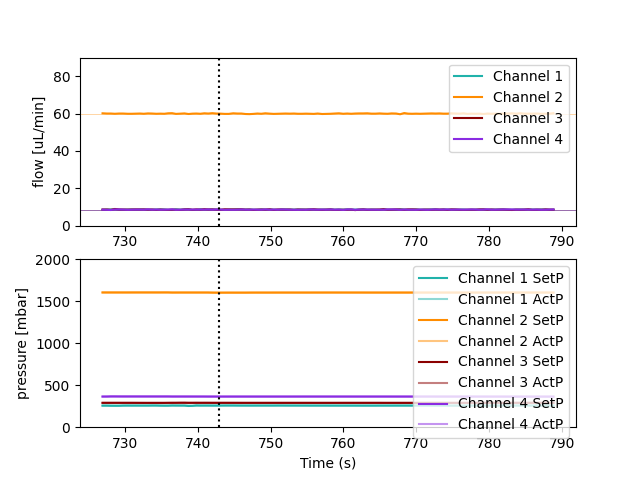 80
60
40
20
0
flow [uL/min]
Channel 1
Channel 2
Channel 3
Channel 4
730 740 750 760 770 780 790
2000
1500
1000
500
0
pressure [mbar]
Channel 1 SetP
Channel 1 ActP
Channel 2 SetP
Channel 2 ActP
Channel 3 SetP
Channel 3 ActP
Channel 4 SetP
Channel 4 ActP
730 740 750 760 770 780 790
Time (s)